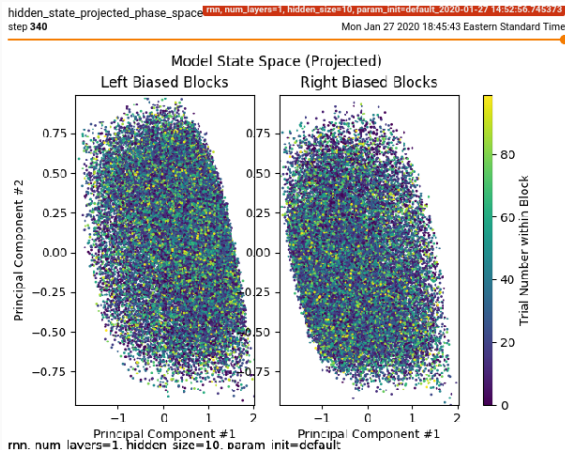 hidden_state_projected_phase_space rnn, num_layers=1, hidden_size=10, param_init=default_2020-01-27 14:52:56.745373
step 340 Mon Jan 27 2020 18:45:43 Eastern Standard Time
Model State Space (Projected)
Left Biased Blocks Right Biased Blocks
Principal Component #2
0.75
0.50
0.25
0.00
−0.25
−0.50
−0.75
−1 0 1 2
Principal Component #1
0.75
0.50
0.25
0.00
−0.25
−0.50
−0.75
−1 0 1 2
Principal Component #1
80
60
40
20
0
Trial Number within Block
rnn, num_layers=1, hidden_size=10, param_init=default